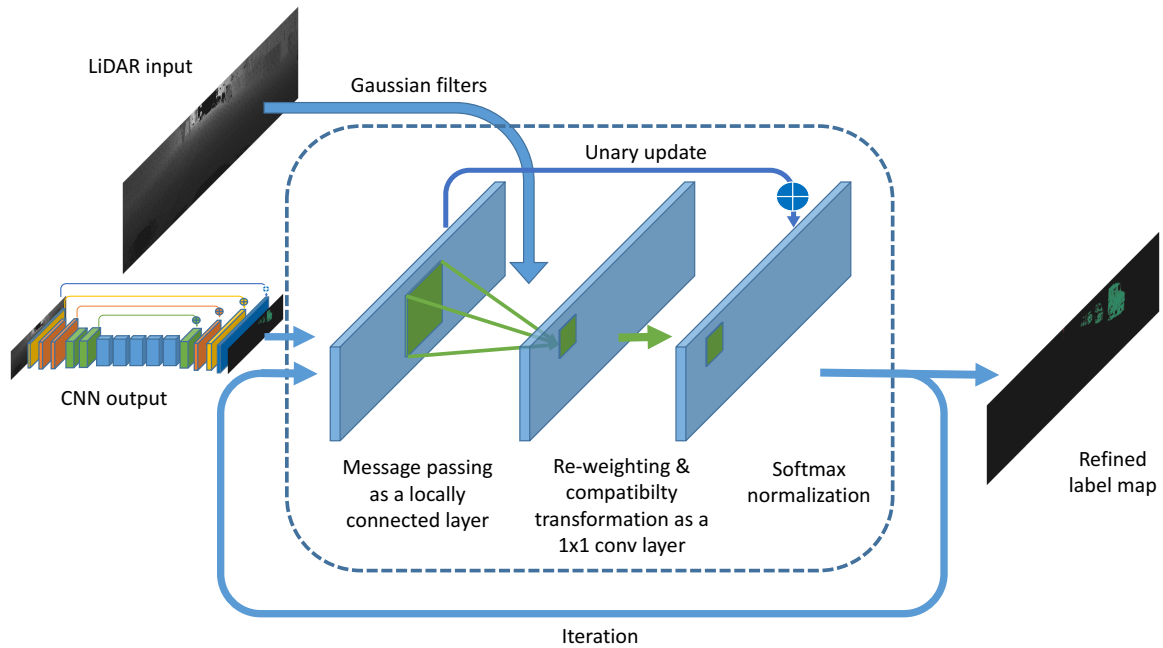 LiDAR input
Gaussian filters
Unary update
CNN output
Message passing
as a locally
connected layer
Re-weighting &
compatibilty
transformation as a
1x1 conv layer
Softmax
normalization
Refined
label map
Iteration